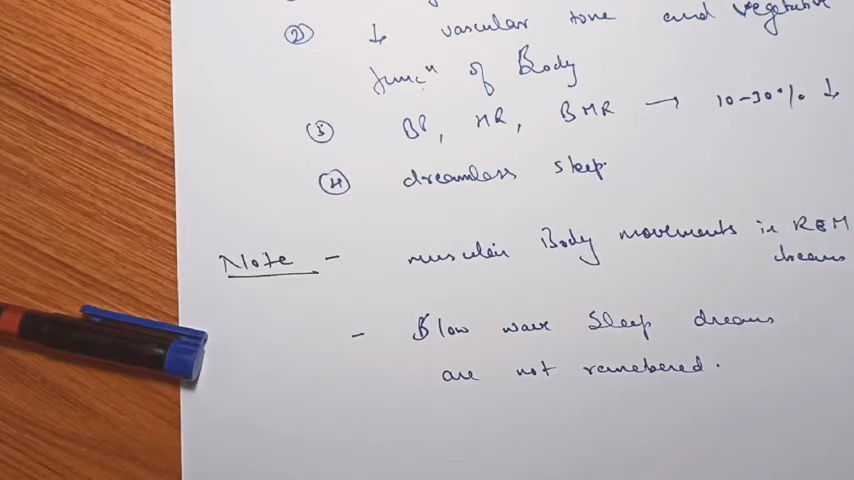 ② ↓ vascular tone and vegetative
funcⁿ of Body
③ BP, HR, BMR → 10-30% ↓
④ dreamless sleep.
Note - muscular Body movements in REM
dreams
- Slow wave Sleep dreams
are not remebered.